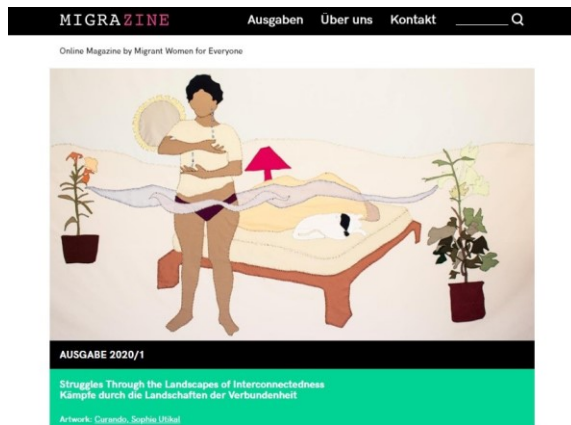 MIGRAZINE Ausgaben Über uns Kontakt
Online Magazine by Migrant Women for Everyone
AUSGABE 2020/1
Struggles Through the Landscapes of Interconnectedness
Kämpfe durch die Landschaften der Verbundenheit
Artwork: Curando, Sophie Utikal